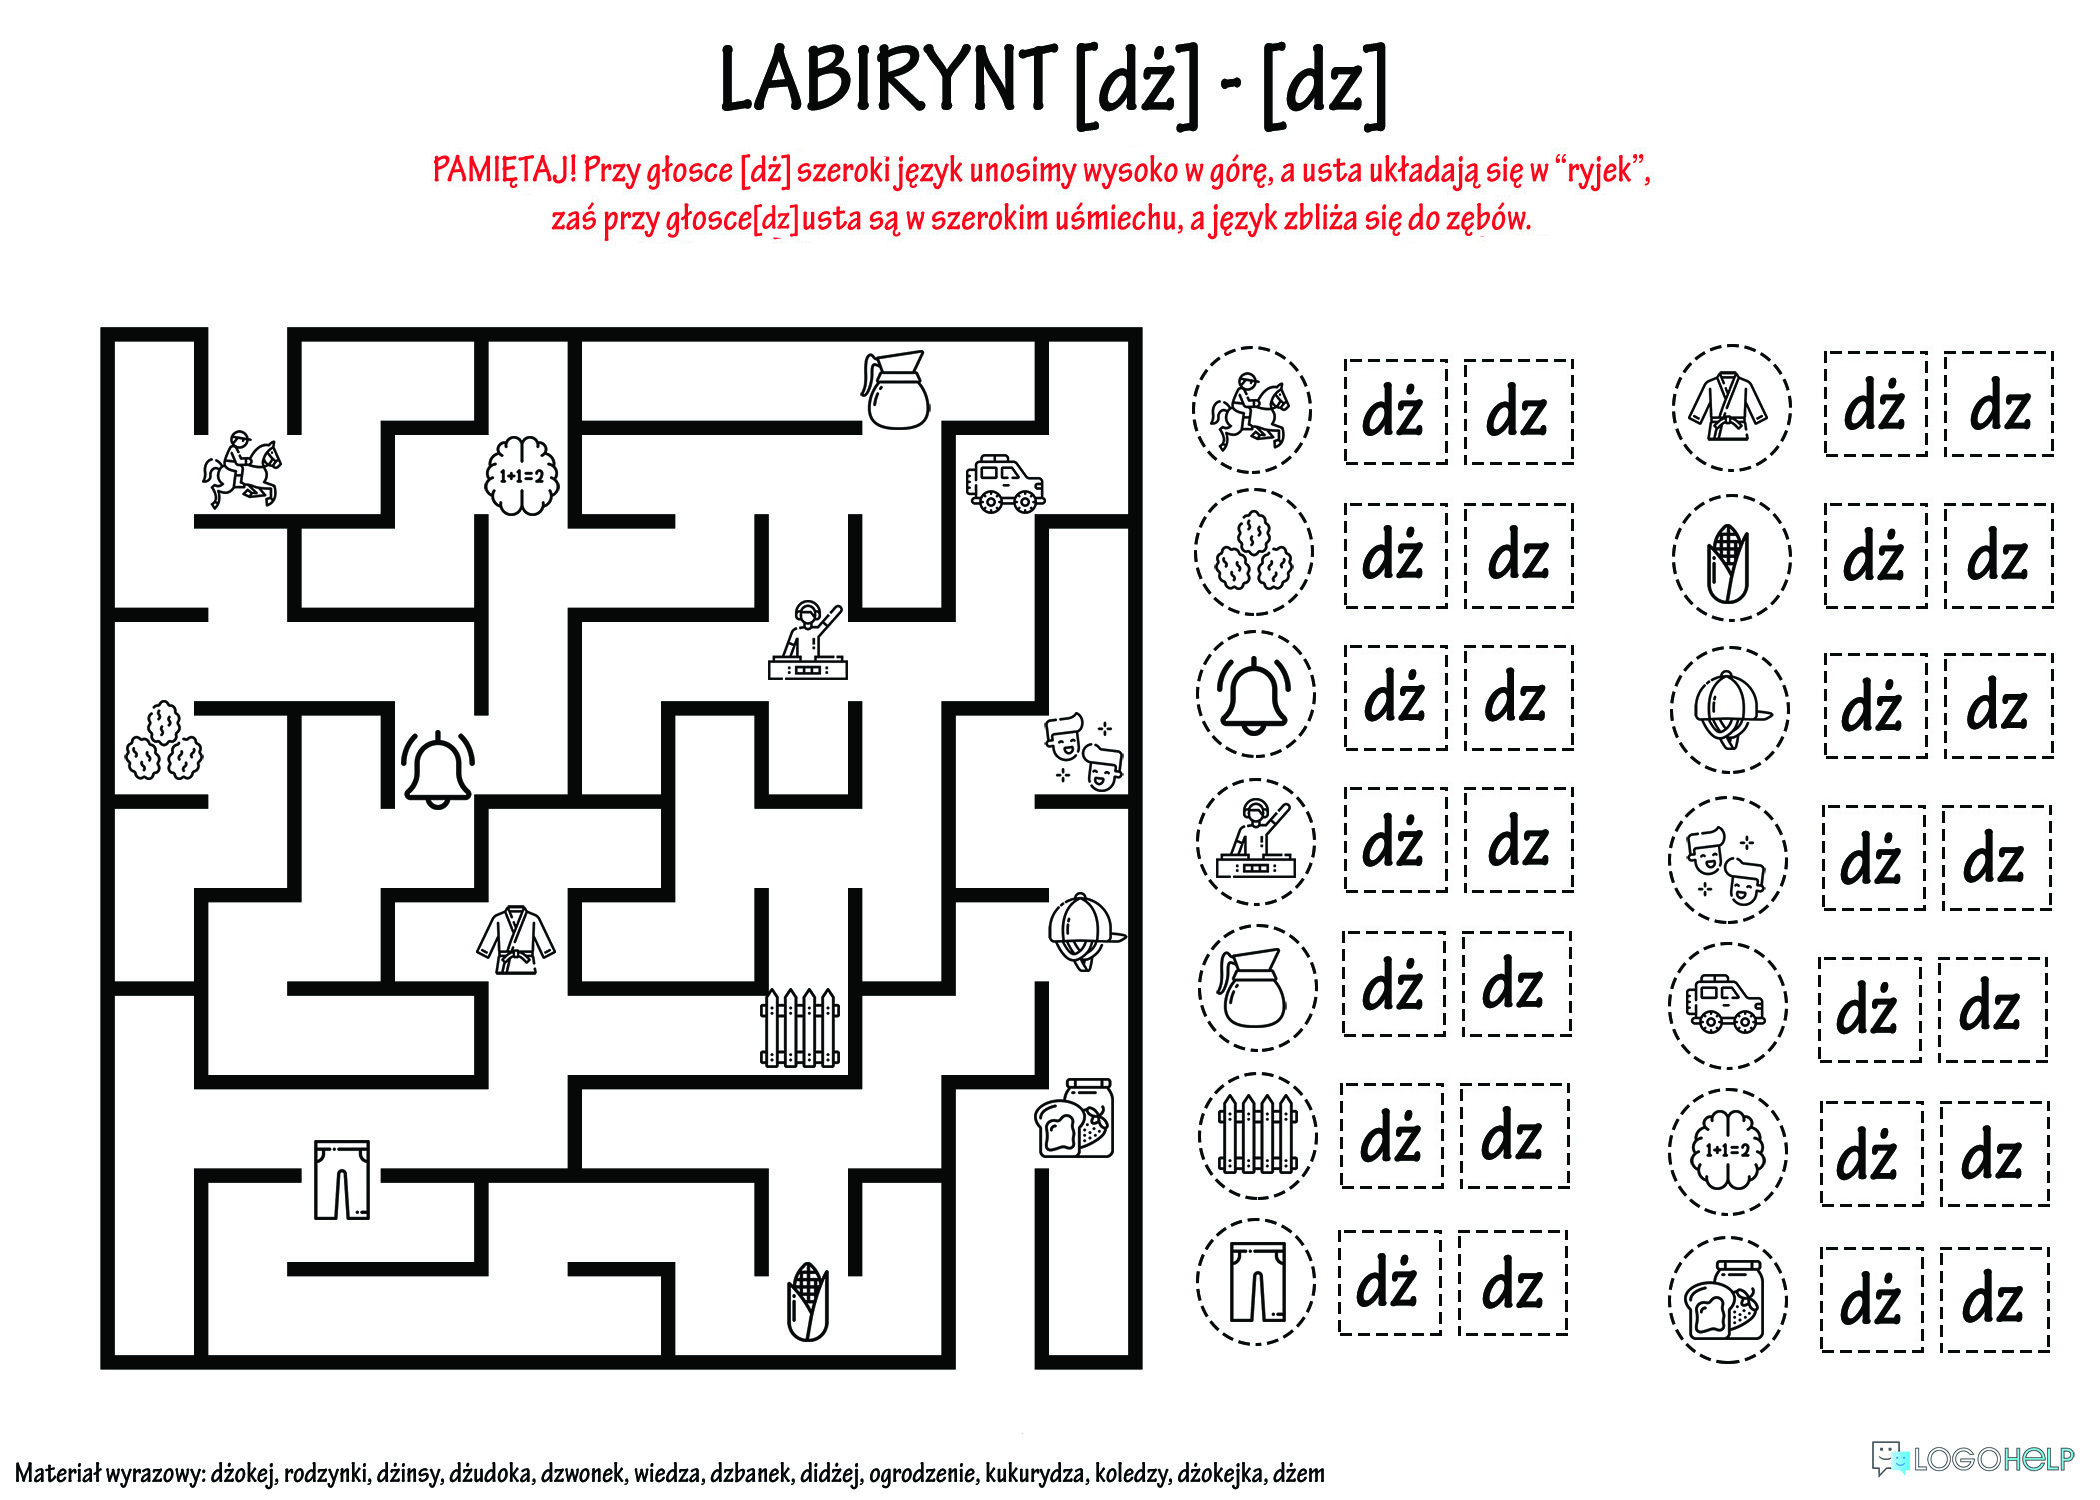 LABIRYNT [dż] - [dz]
PAMIĘTAJ! Przy głosce [dż] szeroki język unosimy wysoko w górę, a usta układają się w “ryjek”,
zaś przy głosce[dz]usta są w szerokim uśmiechu, a język zbliża się do zębów.
1+1=2
dż dz
dż dz
dż dz
dż dz
dż dz
dż dz
dż dz
dż dz
dż dz
dż dz
dż dz
dż dz
1+1=2 dż dz
dż dz
Materiał wyrazowy: dżokej, rodzynki, dżinsy, dżudoka, dzwonek, wiedza, dzbanek, didżej, ogrodzenie, kukurydza, koledzy, dżokejka, dżem
LOGOHELP